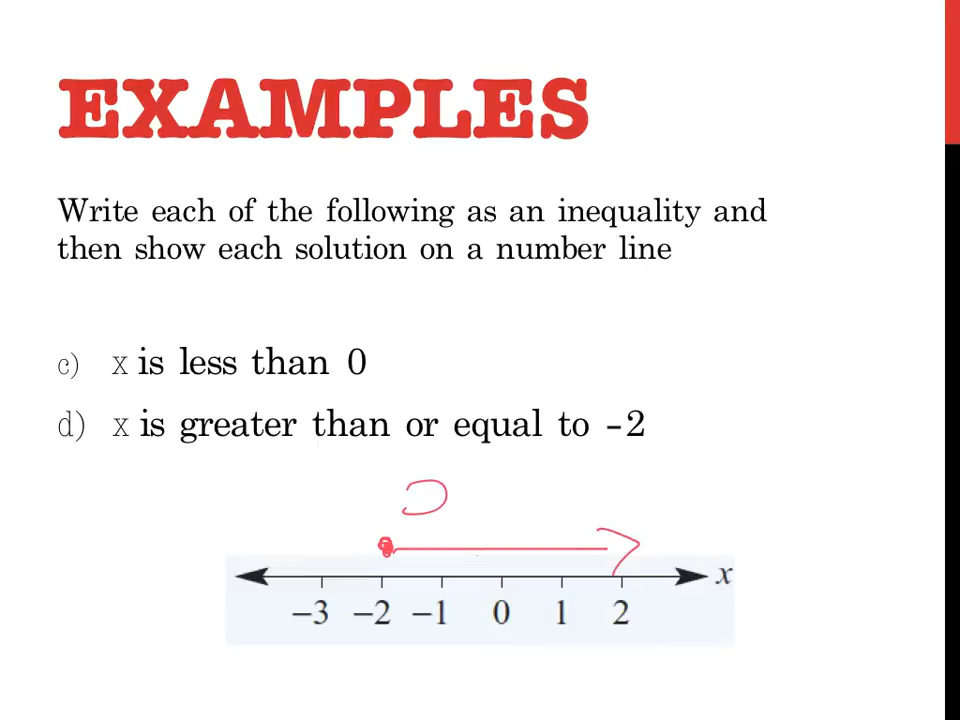 EXAMPLES
Write each of the following as an inequality and
then show each solution on a number line
c) x is less than 0
d) x is greater than or equal to -2
x
−3 −2 −1 0 1 2